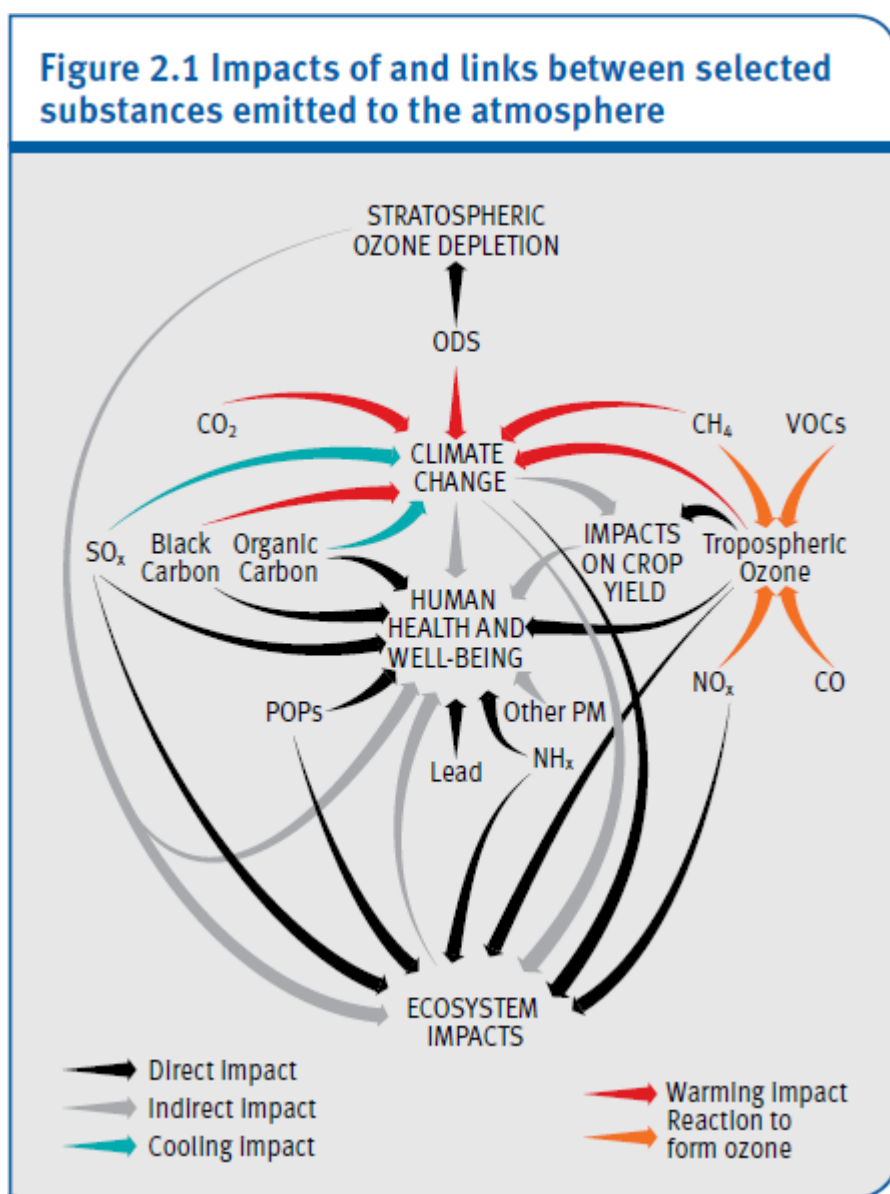 Figure 2.1 Impacts of and links between selected
substances emitted to the atmosphere
STRATOSPHERIC
OZONE DEPLETION
ODS
CO₂
CH₄
VOCs
CLIMATE
CHANGE
SOₓ
Black
Carbon
Organic
Carbon
IMPACTS
ON CROP
YIELD
Tropospheric
Ozone
HUMAN
HEALTH AND
WELL-BEING
NOₓ
CO
POPs
Other PM
Lead
NHₓ
ECOSYSTEM
IMPACTS
Direct Impact
Indirect Impact
Cooling Impact
Warming Impact
Reaction to
form ozone